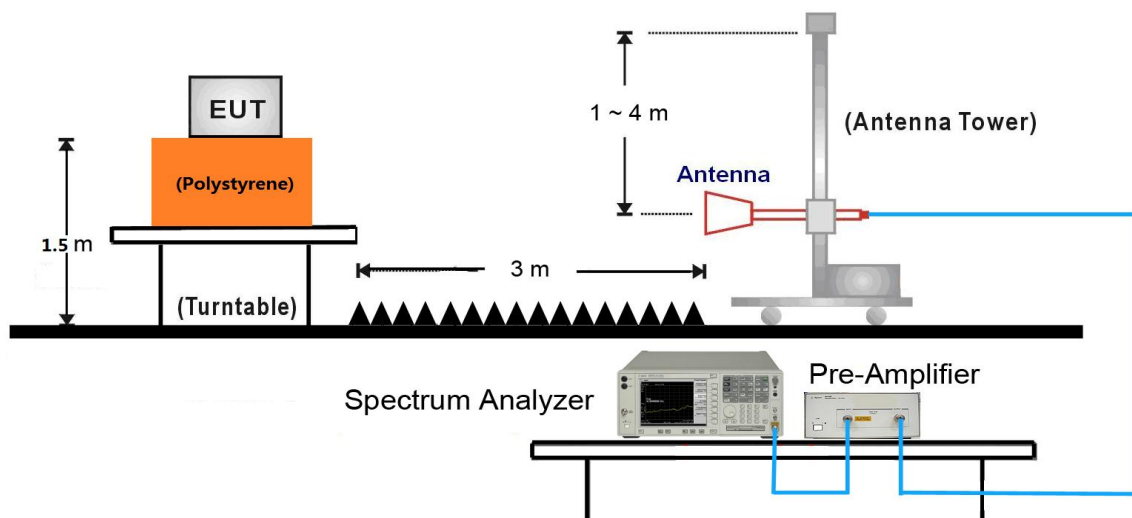 EUT
(Polystyrene)
1.5 m
(Turntable)
3 m
1 ~ 4 m
Antenna
(Antenna Tower)
Spectrum Analyzer
Pre-Amplifier